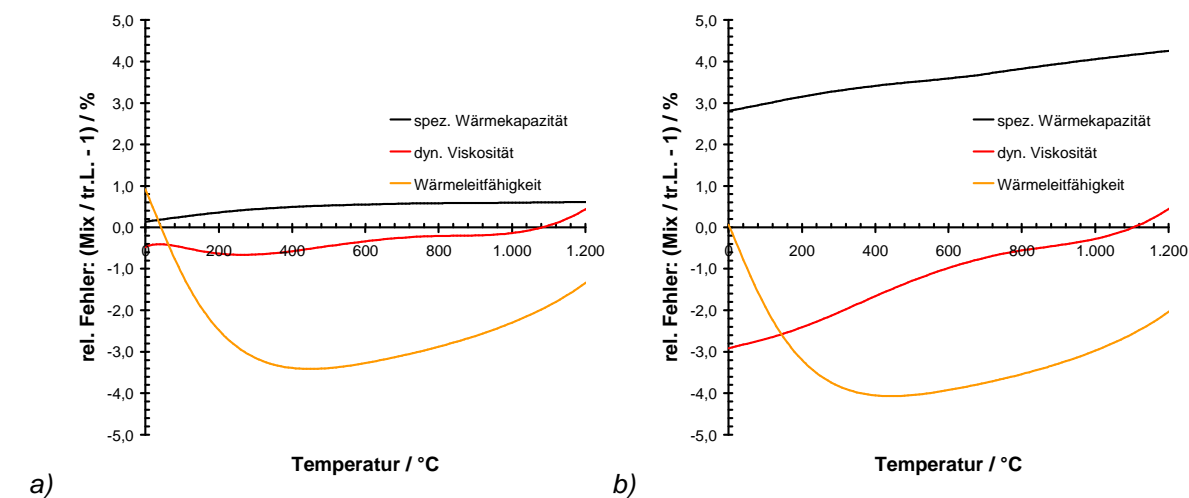 5,0
4,0
3,0
2,0
1,0
0,0
-1,0
-2,0
-3,0
-4,0
-5,0
0 200 400 600 800 1.000 1.200
rel. Fehler: (Mix / tr.L. - 1) / %
Temperatur / °C
spez. Wärmekapazität
dyn. Viskosität
Wärmeleitfähigkeit
a)
5,0
4,0
3,0
2,0
1,0
0,0
-1,0
-2,0
-3,0
-4,0
-5,0
0 200 400 600 800 1.000 1.200
rel. Fehler: (Mix / tr.L. - 1) / %
Temperatur / °C
spez. Wärmekapazität
dyn. Viskosität
Wärmeleitfähigkeit
b)